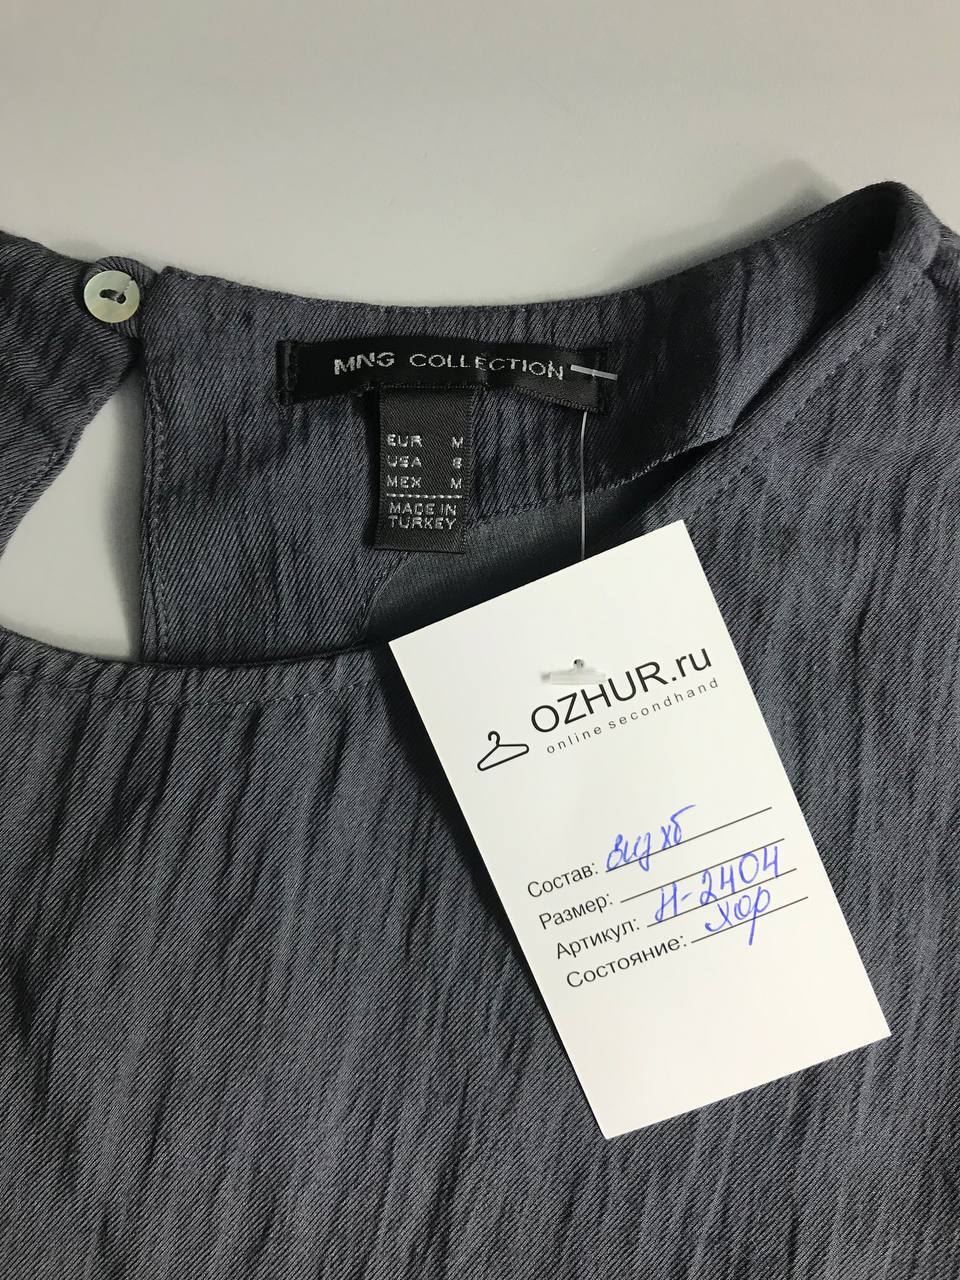 MNG COLLECTION
EUR M
USA 8
MEX M
MADE IN
TURKEY
OZHUR.ru
online secondhand
Состав: вид хб
Размер:
Артикул: Н-2404
Состояние: хор